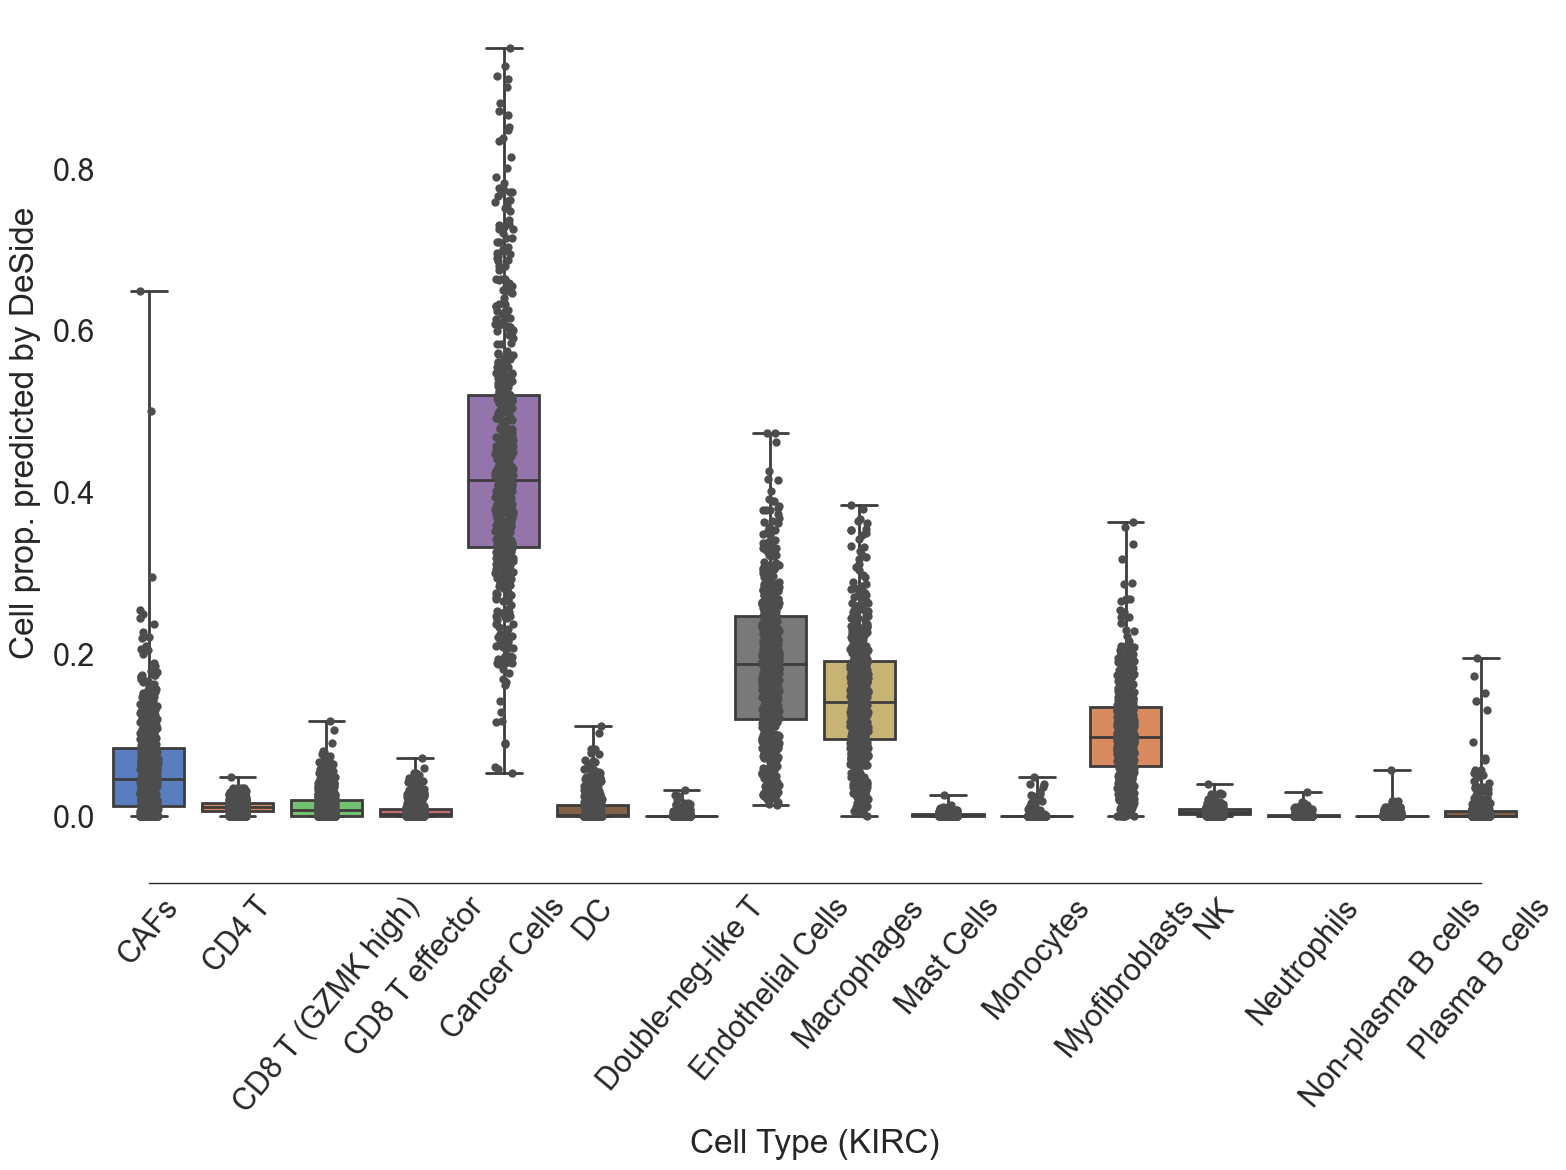 Cell prop. predicted by DeSide
0.8
0.6
0.4
0.2
0.0
CAFs
CD4 T
CD8 T (GZMK high)
CD8 T effector
Cancer Cells
DC
Double-neg-like T
Endothelial Cells
Macrophages
Mast Cells
Monocytes
Myofibroblasts
NK
Neutrophils
Non-plasma B cells
Plasma B cells
Cell Type (KIRC)